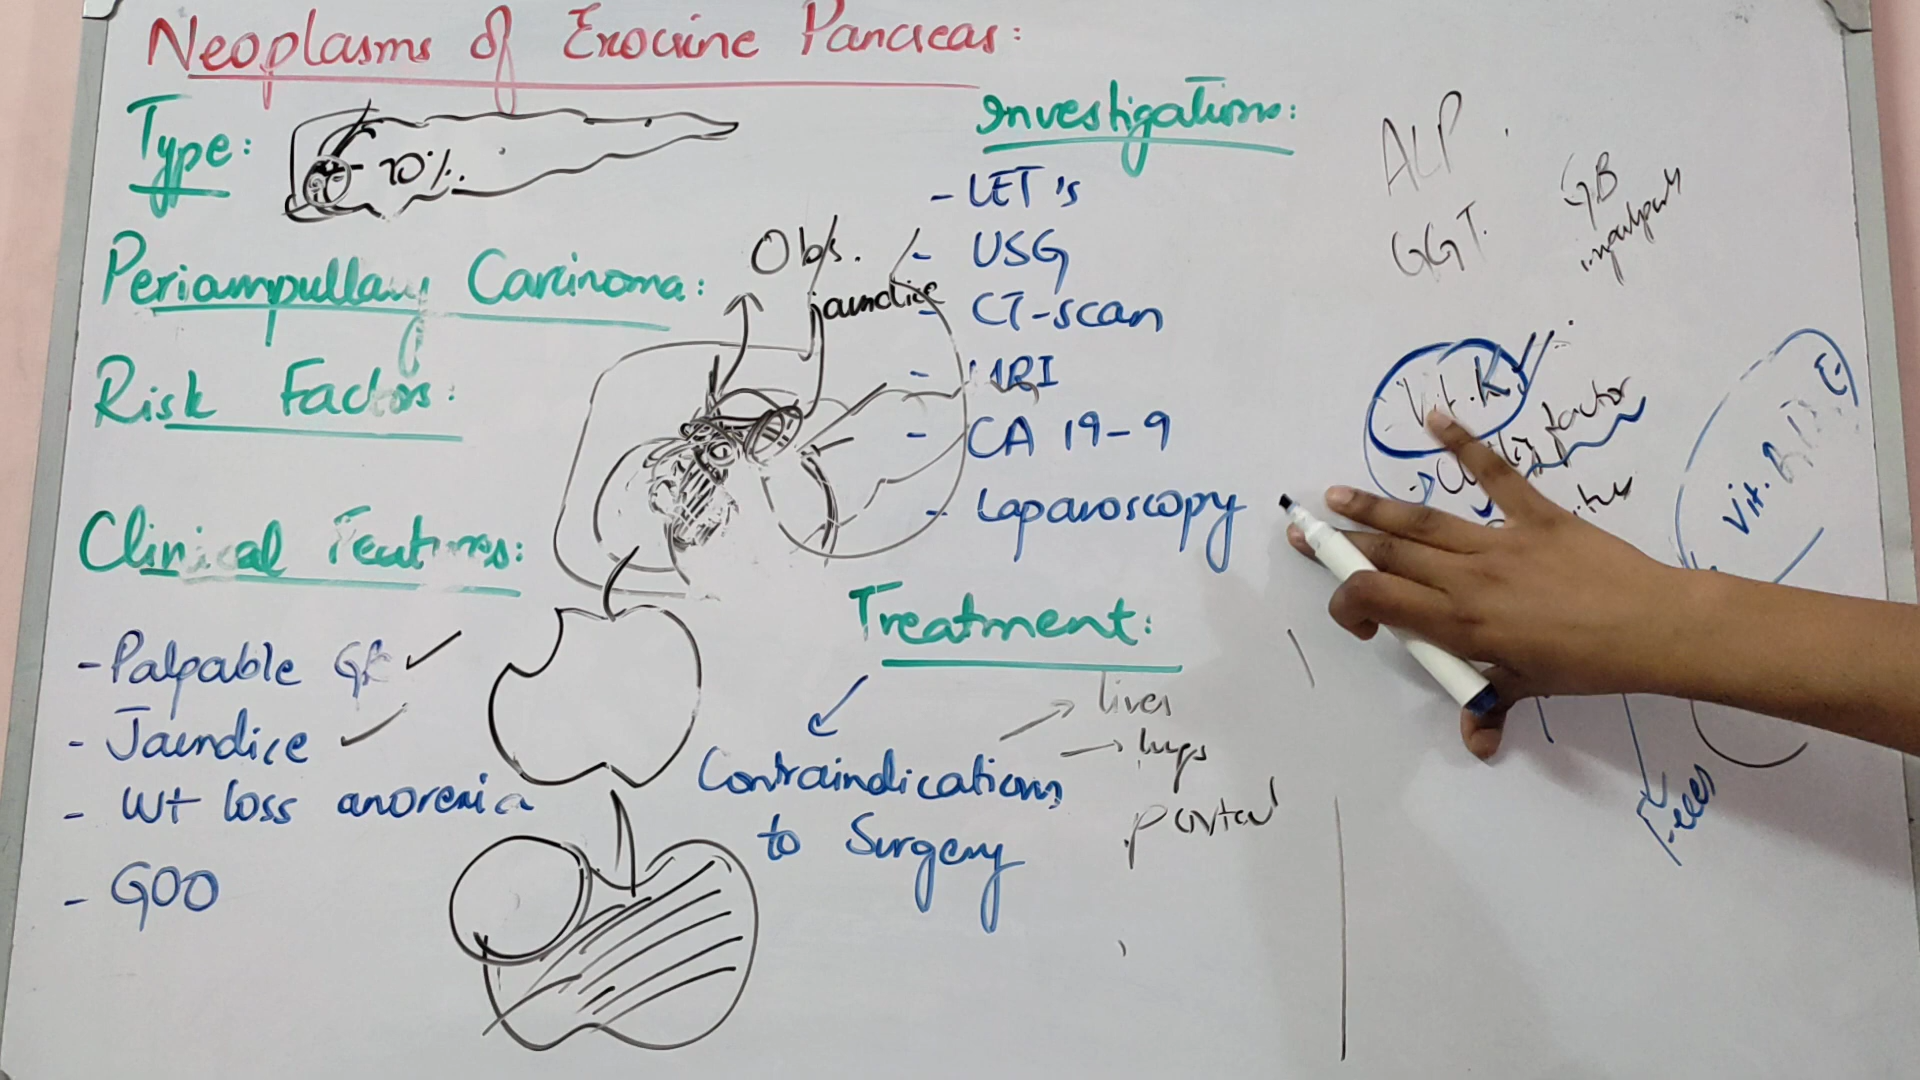 Neoplasms of Exocrine Pancreas:
Type:
70%.
Periampullary Carcinoma:
Obs.
jaundice
Risk Factors:
Clinical Features:
- Palpable GB
- Jaundice
- Wt loss anorexia
- GOO
Investigations:
- LFT's
- USG
- CT-scan
- MRI
- CA 19-9
- Laparoscopy
Treatment:
Contraindications
to Surgery
liver
lungs
portal
ALP
GGT.
GB
Vit. K
factor
Vit.
Feces